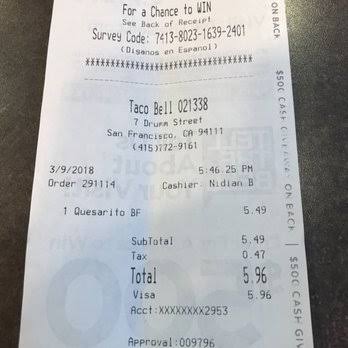 For a Chance to WIN
See Back of Receipt
Survey Code: 7413-8023-1639-2401
(Disanos en Espanol)
************************************
Taco Bell 021338
7 Drumm Street
San Francisco, CA 94111
(415)772-9161
3/9/2018 5:46:25 PM
Order 291114 Cashier: Nidian B
1 Quesarito BF 5.49
SubTotal 5.49
Tax 0.47
Total 5.96
Visa 5.96
Acct:XXXXXXXX2953
Approval:009796
ON BACK
$500 CASH GIVEAWAY ON BACK
$500 CASH GIV